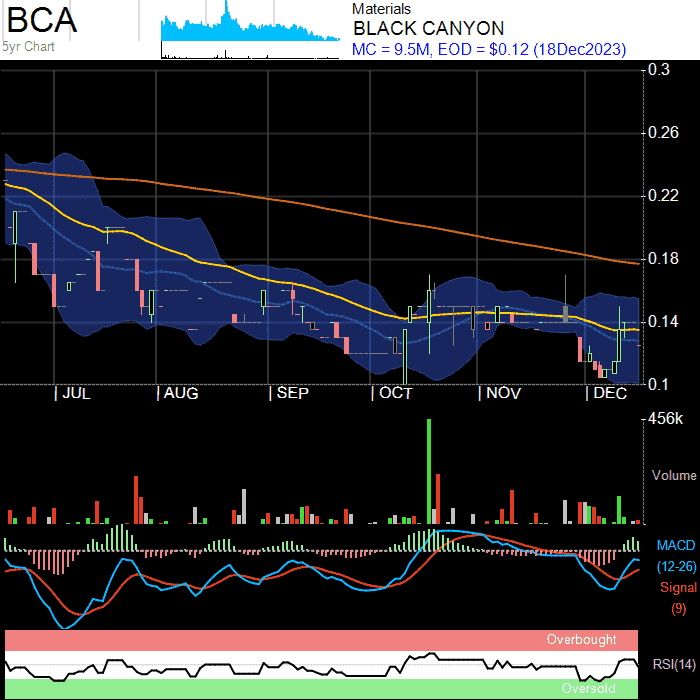 BCA
5yr Chart
Materials
BLACK CANYON
MC = 9.5M, EOD = $0.12 (18Dec2023)
0.3
0.26
0.22
0.18
0.14
0.1
JUL AUG SEP OCT NOV DEC
456k
Volume
MACD
(12-26)
Signal
(9)
Overbought
RSI(14)
Oversold